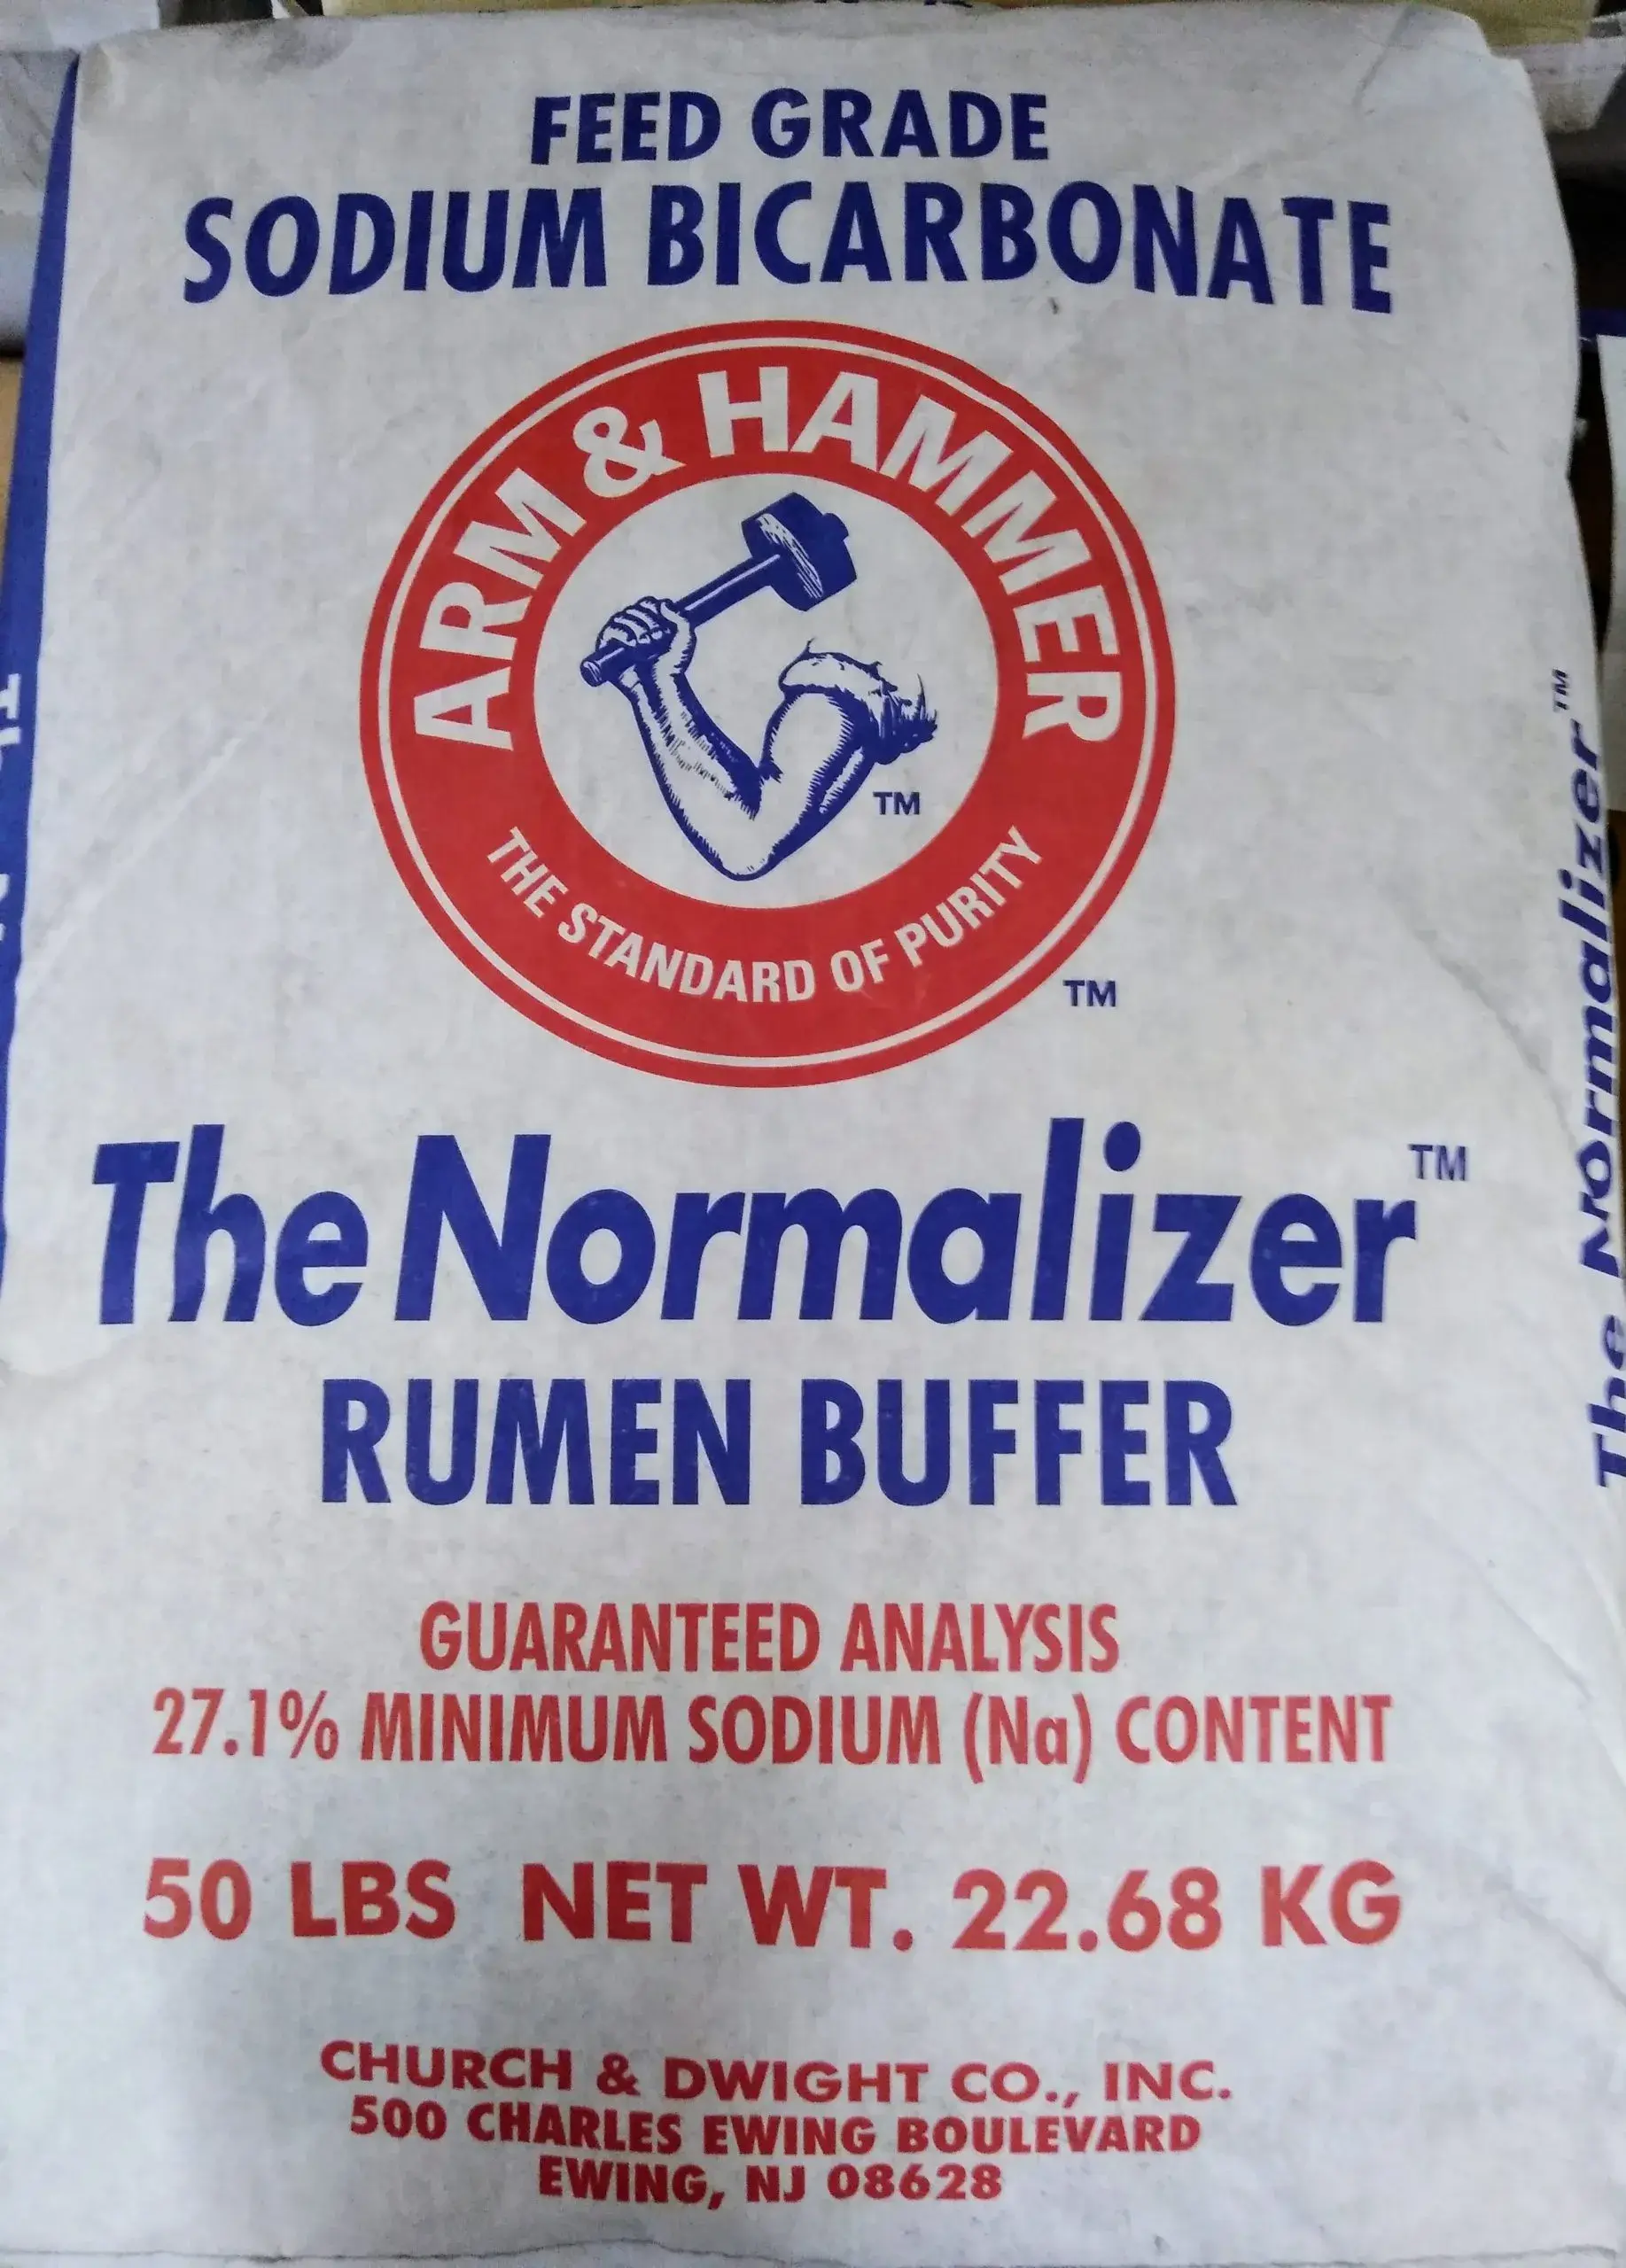 FEED GRADE
SODIUM BICARBONATE
ARM & HAMMER
TM
THE STANDARD OF PURITY
TM
The Normalizer™
RUMEN BUFFER
GUARANTEED ANALYSIS
27.1% MINIMUM SODIUM (Na) CONTENT
50 LBS NET WT. 22.68 KG
CHURCH & DWIGHT CO., INC.
500 CHARLES EWING BOULEVARD
EWING, NJ 08628
The Normalizer™